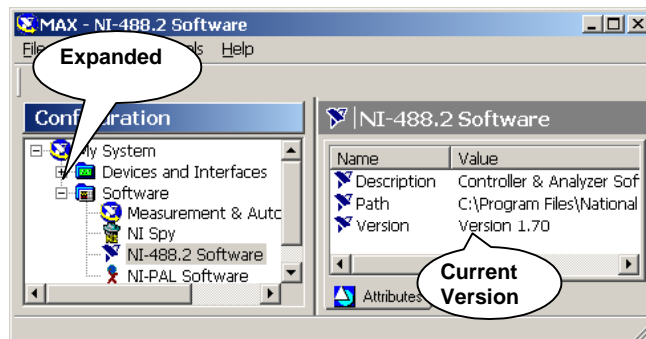 MAX - NI-488.2 Software
Help
Expanded
Configuration
My System
Devices and Interfaces
Software
Measurement & Autc
NI Spy
NI-488.2 Software
NI-PAL Software
NI-488.2 Software
Name Value
Description Controller & Analyzer Sof
Path C:\Program Files\National
Version Version 1.70
Current
Version
Attributes